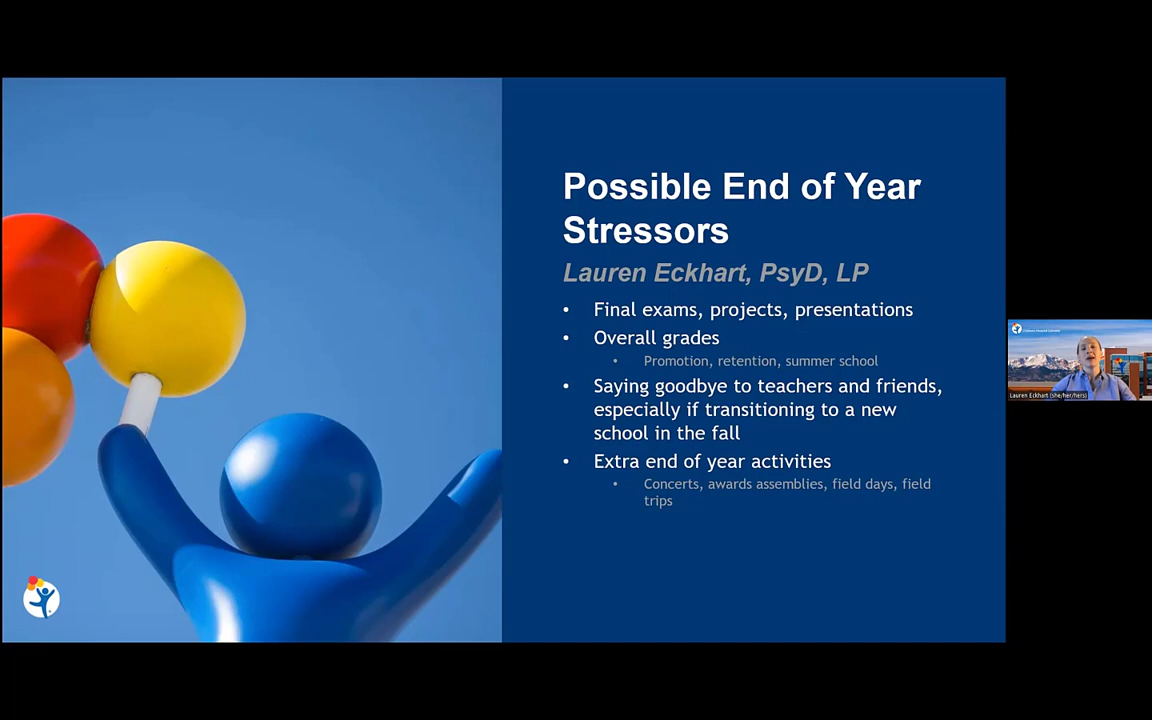 Possible End of Year
Stressors
Lauren Eckhart, PsyD, LP
• Final exams, projects, presentations
• Overall grades
• Promotion, retention, summer school
• Saying goodbye to teachers and friends,
especially if transitioning to a new
school in the fall
• Extra end of year activities
• Concerts, awards assemblies, field days, field
trips
Lauren Eckhart (she/her/hers)